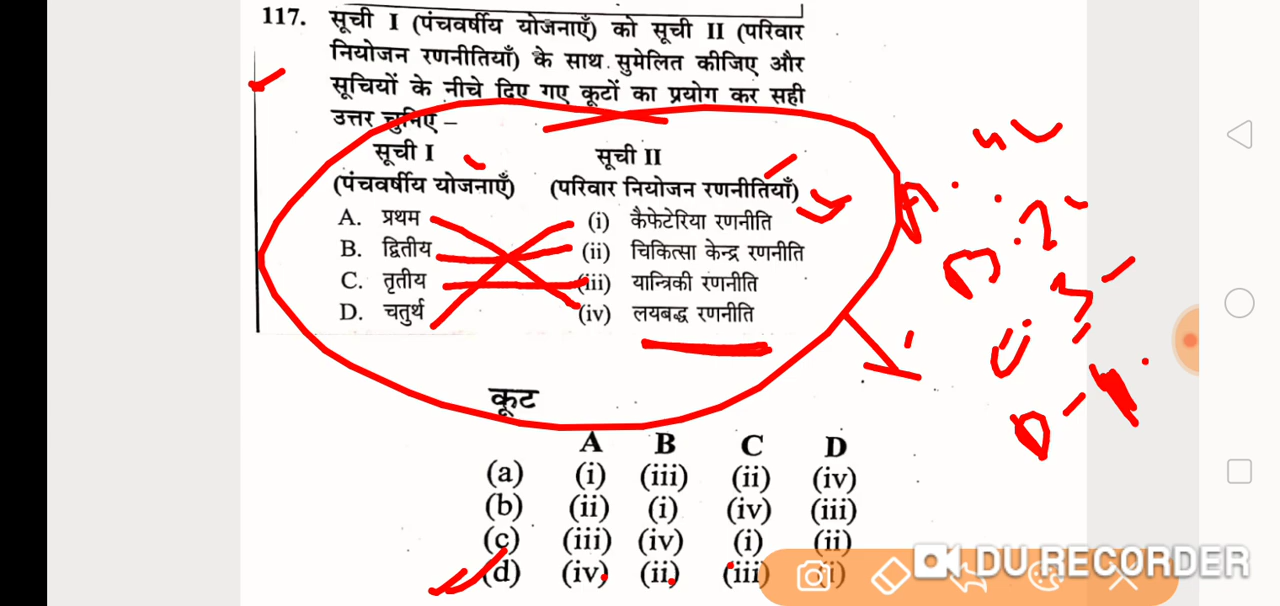 117. सूची I (पंचवर्षीय योजनाएँ) को सूची II (परिवार
नियोजन रणनीतियाँ) के साथ सुमेलित कीजिए और
सूचियों के नीचे दिए गए कूटों का प्रयोग कर सही
उत्तर चुनिए –
सूची I सूची II
(पंचवर्षीय योजनाएँ) (परिवार नियोजन रणनीतियाँ)
A. प्रथम (i) कैफेटेरिया रणनीति
B. द्वितीय (ii) चिकित्सा केन्द्र रणनीति
C. तृतीय (iii) यान्त्रिकी रणनीति
D. चतुर्थ (iv) लयबद्ध रणनीति
कूट
A B C D
(a) (i) (iii) (ii) (iv)
(b) (ii) (i) (iv) (iii)
(c) (iii) (iv) (i) (ii)
(d) (iv) (ii) (iii) (i)
DU RECORDER